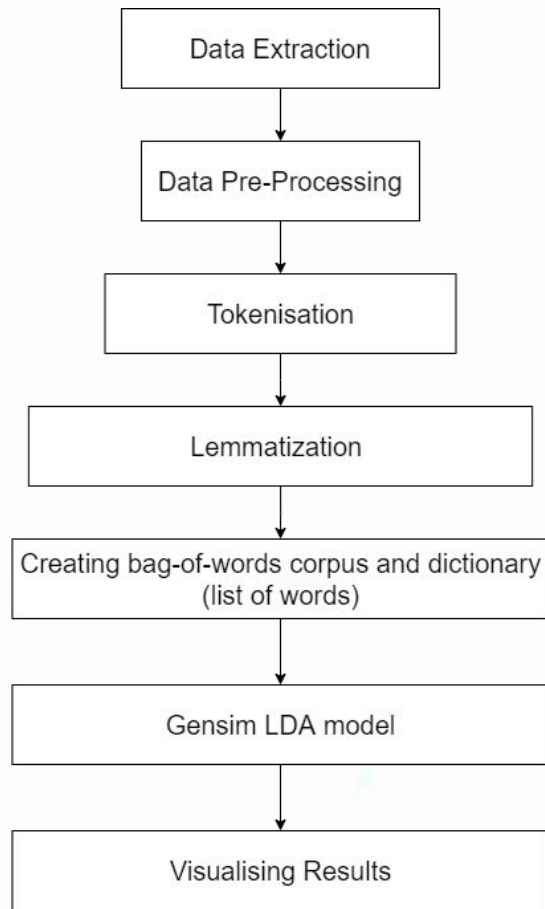 Data Extraction
Data Pre-Processing
Tokenisation
Lemmatization
Creating bag-of-words corpus and dictionary
(list of words)
Gensim LDA model
Visualising Results